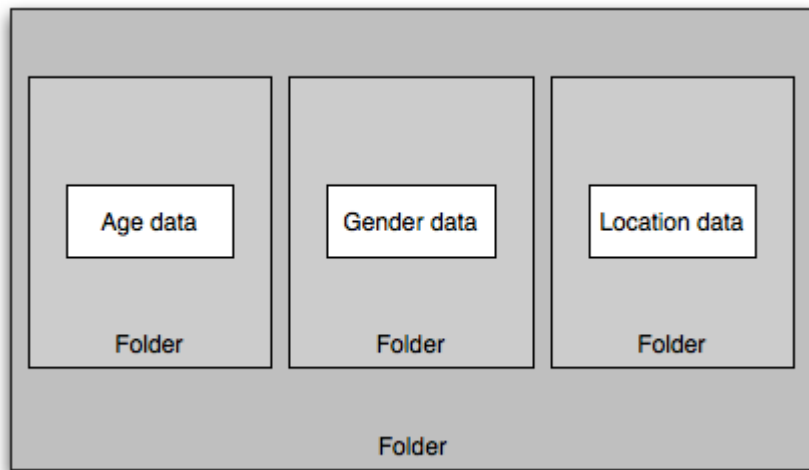 Age data
Gender data
Location data
Folder
Folder
Folder
Folder